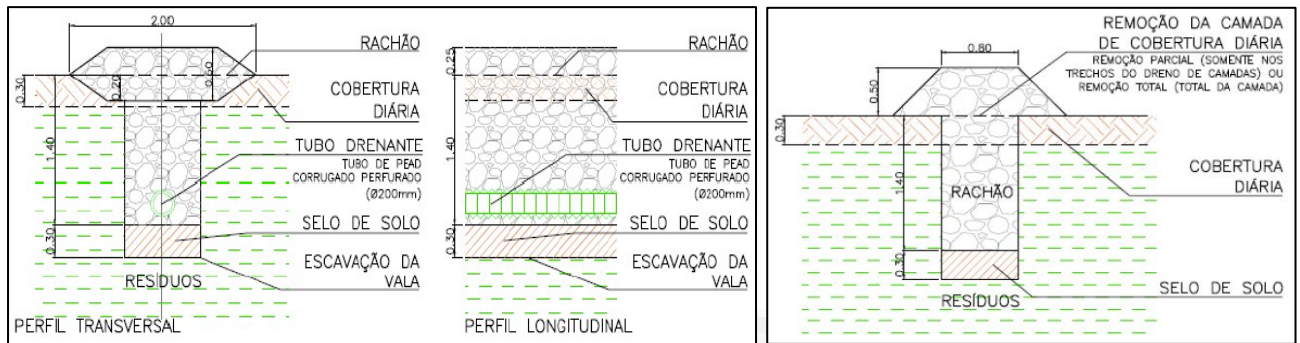 2.00
RACHÃO
0.60
0.20
0.30
COBERTURA
DIÁRIA
1.40
TUBO DRENANTE
TUBO DE PEAD
CORRUGADO PERFURADO
(Ø200mm)
SELO DE SOLO
0.30
ESCAVAÇÃO DA
VALA
RESÍDUOS
PERFIL TRANSVERSAL
0.25
RACHÃO
COBERTURA
DIÁRIA
1.40
TUBO DRENANTE
TUBO DE PEAD
CORRUGADO PERFURADO
(Ø200mm)
SELO DE SOLO
0.30
ESCAVAÇÃO DA
VALA
PERFIL LONGITUDINAL
REMOÇÃO DA CAMADA
DE COBERTURA DIÁRIA
REMOÇÃO PARCIAL (SOMENTE NOS
TRECHOS DO DRENO DE CAMADAS) OU
REMOÇÃO TOTAL (TOTAL DA CAMADA)
0.80
0.50
0.30
COBERTURA
DIÁRIA
1.40
RACHÃO
0.30
SELO DE SOLO
RESÍDUOS